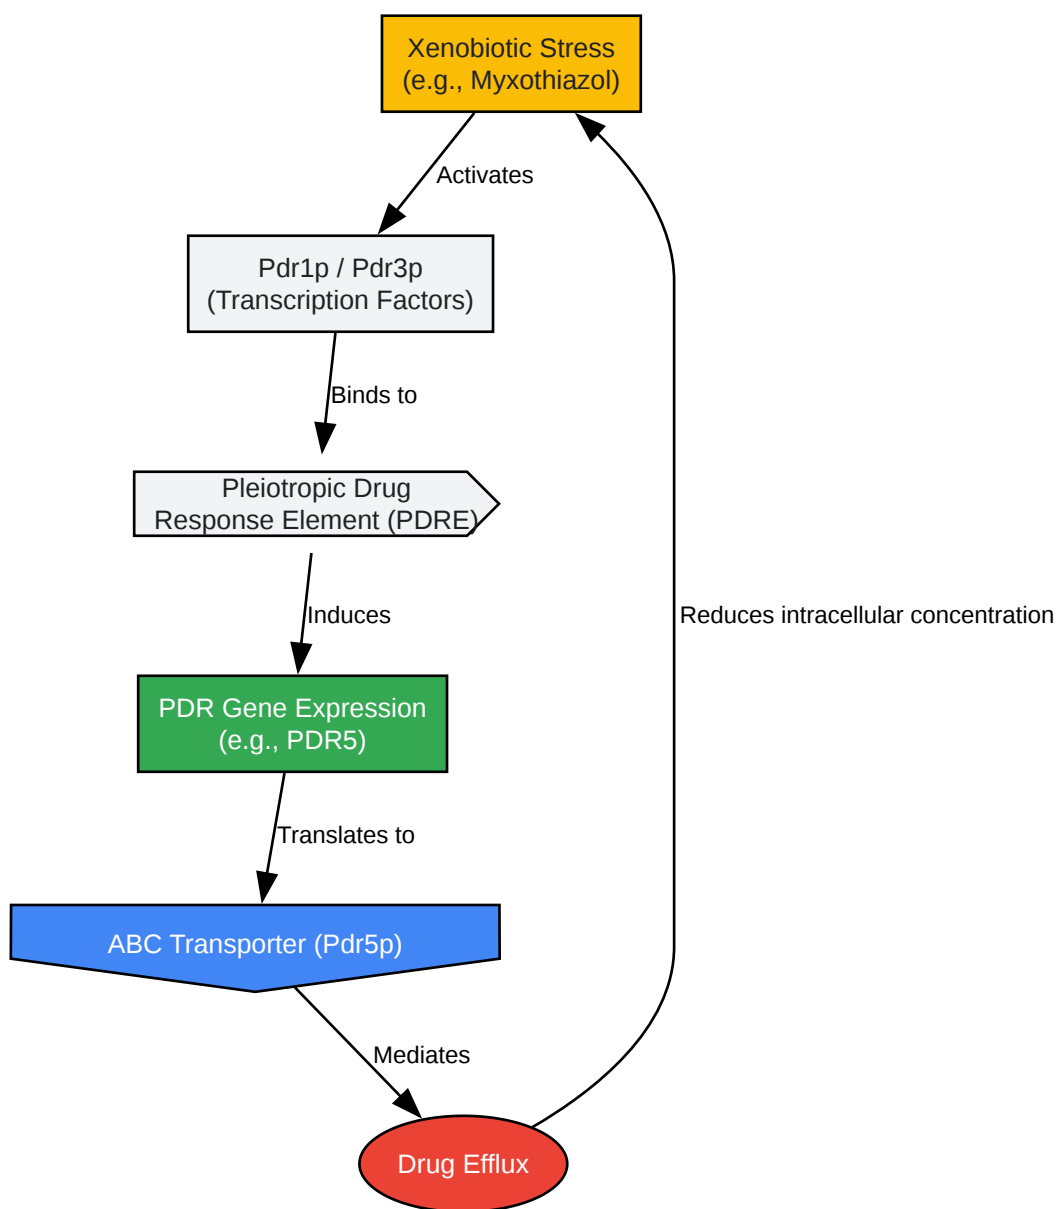 Xenobiotic Stress
(e.g., Myxothiazol)
Activates
Pdr1p / Pdr3p
(Transcription Factors)
Binds to
Pleiotropic Drug
Response Element (PDRE)
Induces
Reduces intracellular concentration
PDR Gene Expression
(e.g., PDR5)
Translates to
ABC Transporter (Pdr5p)
Mediates
Drug Efflux